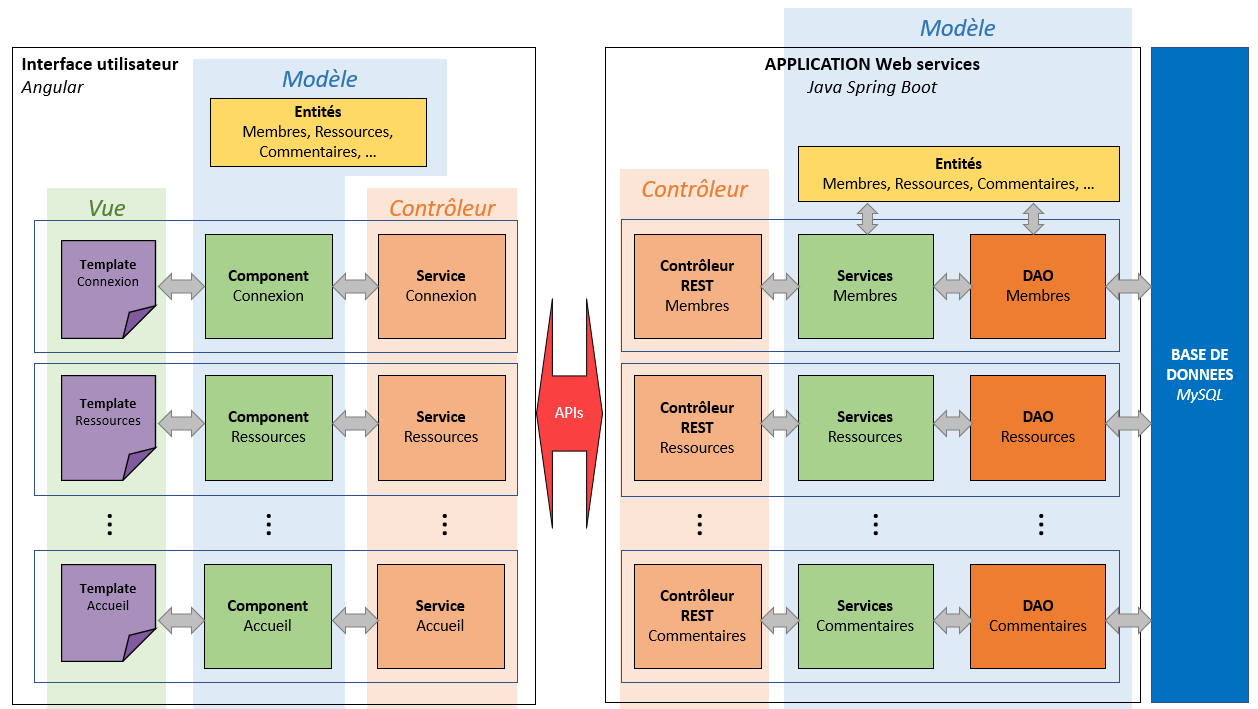 Interface utilisateur
Angular
Modèle
Entités
Membres, Ressources,
Commentaires, ...
Vue
Contrôleur
Template
Connexion
Component
Connexion
Service
Connexion
Template
Ressources
Component
Ressources
Service
Ressources
Template
Accueil
Component
Accueil
Service
Accueil
APIs
Modèle
APPLICATION Web services
Java Spring Boot
Entités
Membres, Ressources, Commentaires, ...
Contrôleur
Contrôleur
REST
Membres
Services
Membres
DAO
Membres
Contrôleur
REST
Ressources
Services
Ressources
DAO
Ressources
Contrôleur
REST
Commentaires
Services
Commentaires
DAO
Commentaires
BASE DE
DONNEES
MySQL